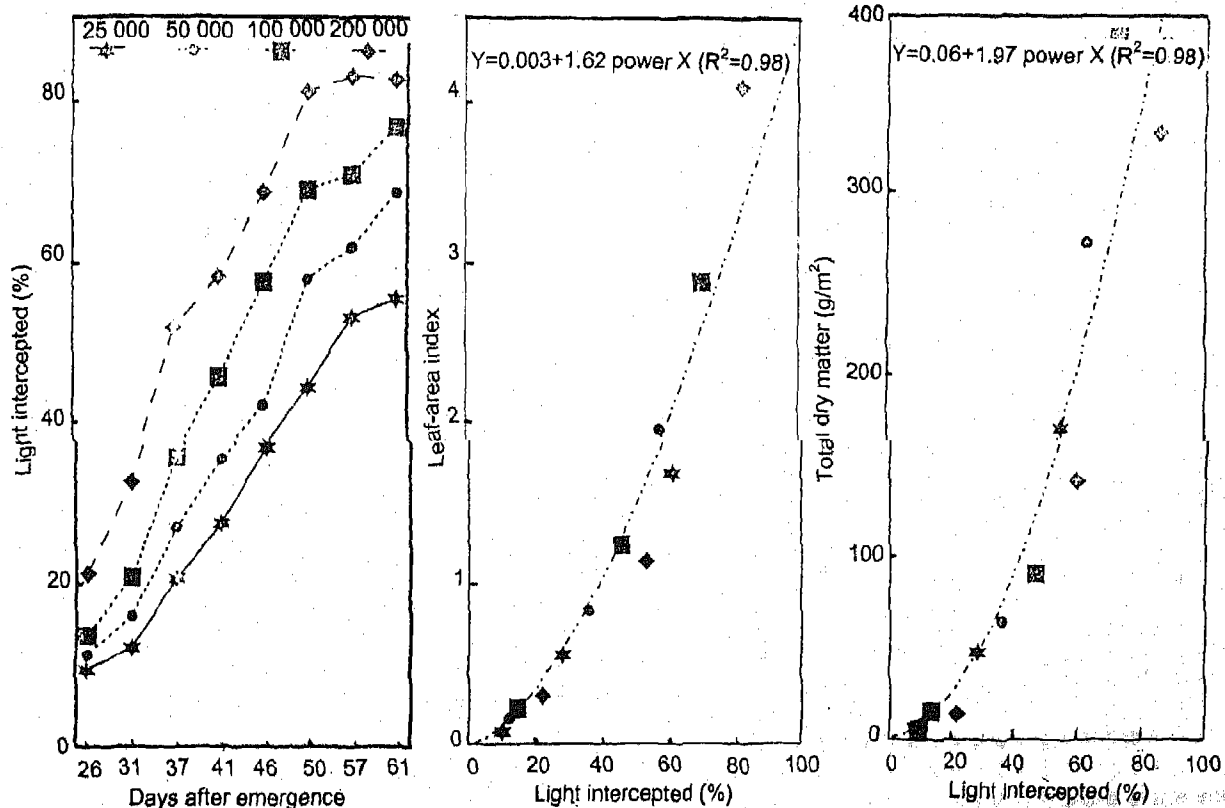 25 000 50 000 100 000 200 000
Light intercepted (%)
80
60
40
20
0
26 31 37 41 46 50 57 61
Days after emergence
Y=0.003+1.62 power X (R²=0.98)
Leaf-area index
4
3
2
1
0
0 20 40 60 80 100
Light intercepted (%)
Y=0.06+1.97 power X (R²=0.98)
Total dry matter (g/m²)
400
300
200
100
0
0 20 40 60 80 100
Light intercepted (%)